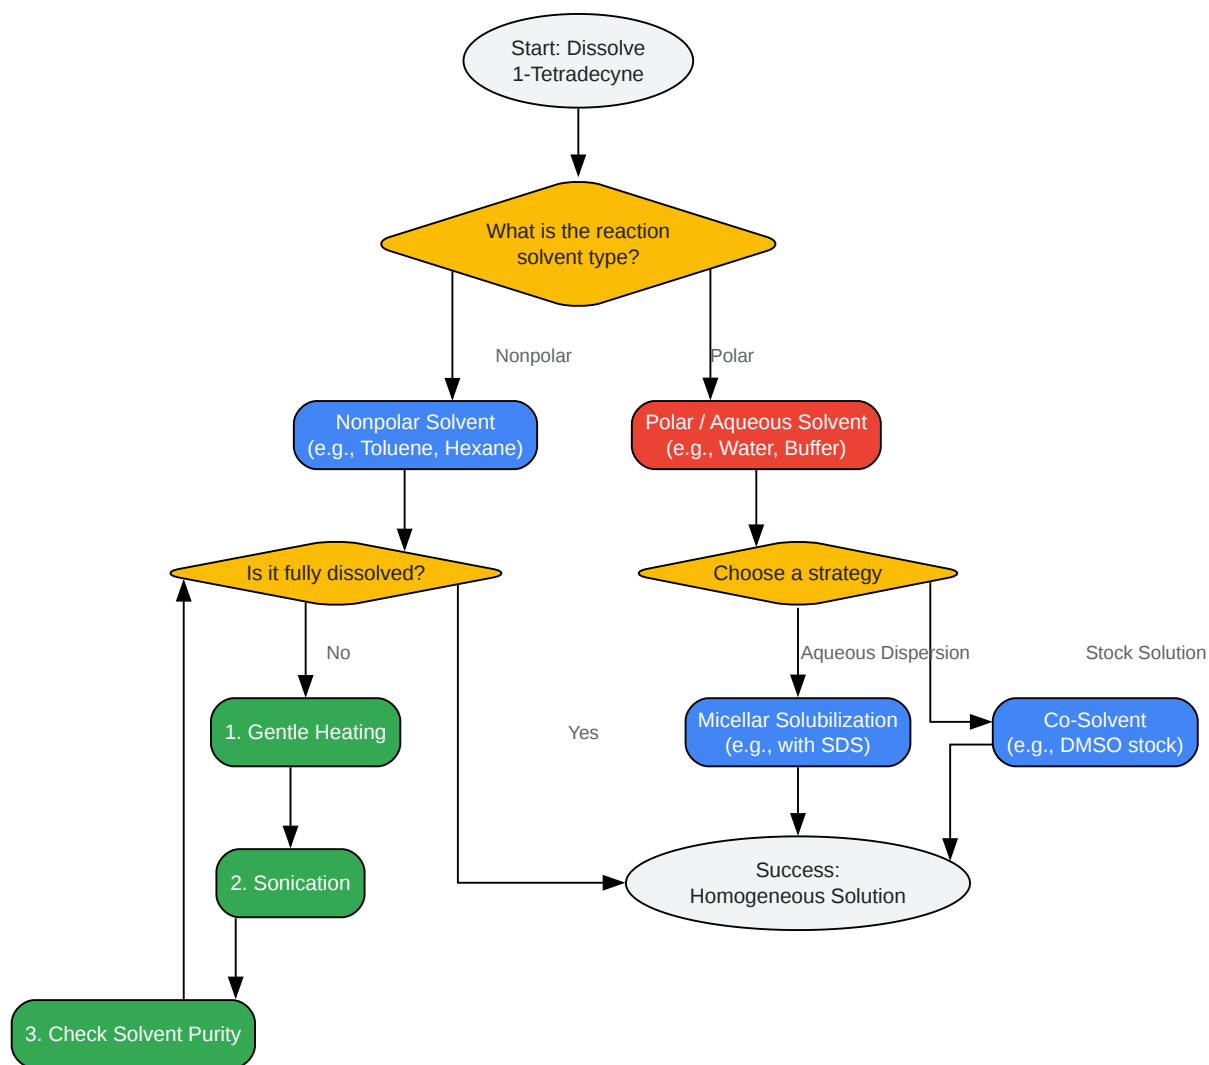 Start: Dissolve
1-Tetradecyne
What is the reaction
solvent type?
Nonpolar
Polar
Nonpolar Solvent
(e.g., Toluene, Hexane)
Polar / Aqueous Solvent
(e.g., Water, Buffer)
Is it fully dissolved?
Choose a strategy
No
Aqueous Dispersion
Stock Solution
1. Gentle Heating
Yes
Micellar Solubilization
(e.g., with SDS)
Co-Solvent
(e.g., DMSO stock)
2. Sonication
Success:
Homogeneous Solution
3. Check Solvent Purity